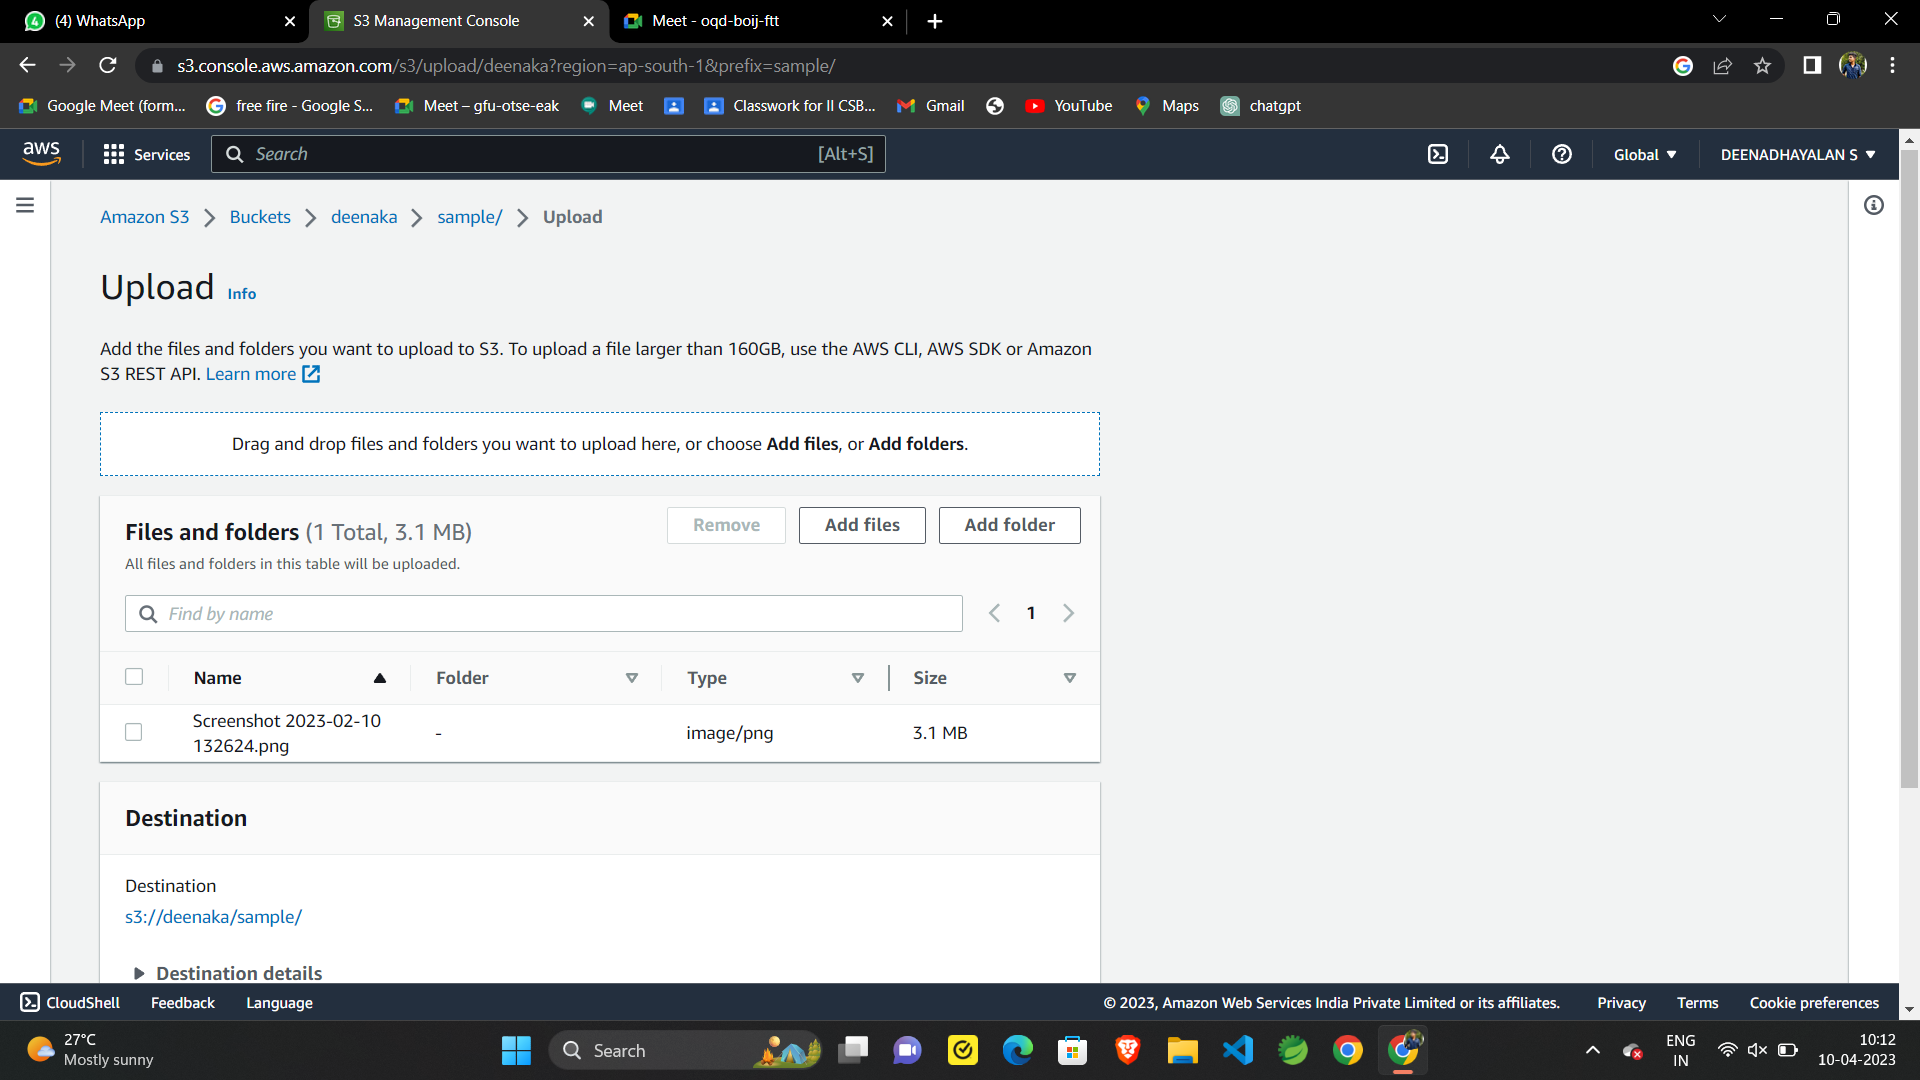 (4) WhatsApp
S3 Management Console
Meet - oqd-boij-ftt
s3.console.aws.amazon.com/s3/upload/deenaka?region=ap-south-1&prefix=sample/
Google Meet (form...
free fire - Google S...
Meet – gfu-otse-eak
Meet
Classwork for II CSB...
Gmail
YouTube
Maps
chatgpt
aws
Services
Search
[Alt+S]
Global
DEENADHAYALAN S
Amazon S3
Buckets
deenaka
sample/
Upload
Upload Info
Add the files and folders you want to upload to S3. To upload a file larger than 160GB, use the AWS CLI, AWS SDK or Amazon
S3 REST API. Learn more
Drag and drop files and folders you want to upload here, or choose Add files, or Add folders.
Files and folders (1 Total, 3.1 MB)
Remove
Add files
Add folder
All files and folders in this table will be uploaded.
Find by name
1
Name
Folder
Type
Size
Screenshot 2023-02-10
132624.png
-
image/png
3.1 MB
Destination
Destination
s3://deenaka/sample/
Destination details
CloudShell
Feedback
Language
© 2023, Amazon Web Services India Private Limited or its affiliates.
Privacy
Terms
Cookie preferences
27°C
Mostly sunny
Search
ENG
IN
10:12
10-04-2023